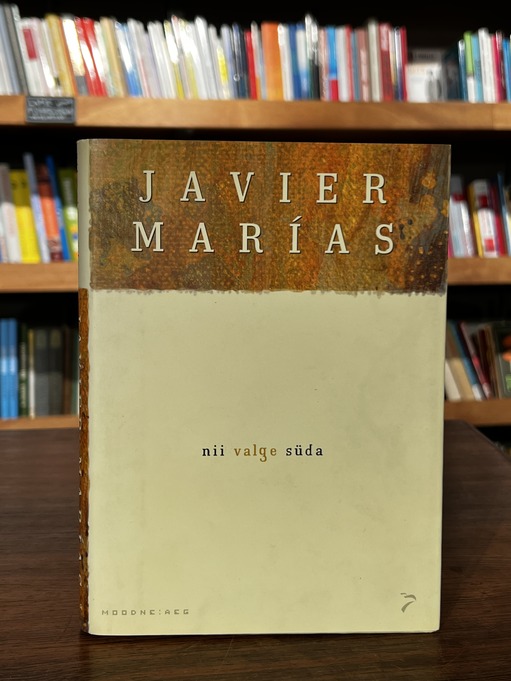 JAVIER
MARÍAS
nii valge süda
MOODNE:AEG